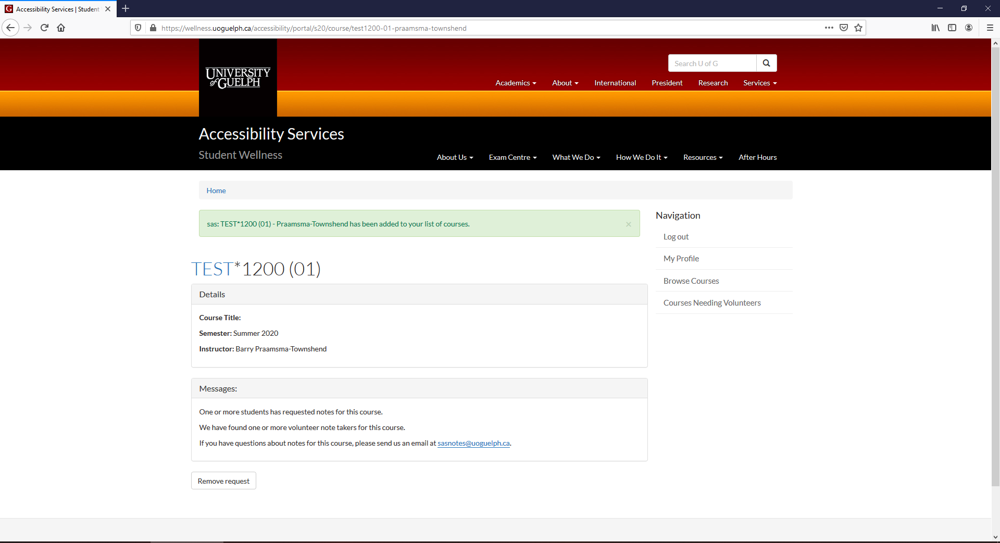 Accessibility Services | Student
https://wellness.uoguelph.ca/accessibility/portal/s20/course/test1200-01-praamsma-townshend
UNIVERSITY
of GUELPH
Search U of G
Academics About International President Research Services
Accessibility Services
Student Wellness
About Us Exam Centre What We Do How We Do It Resources After Hours
Home
sas: TEST*1200 (01) - Praamsma-Townshend has been added to your list of courses.
×
TEST*1200 (01)
Details
Course Title:
Semester: Summer 2020
Instructor: Barry Praamsma-Townshend
Messages:
One or more students has requested notes for this course.
We have found one or more volunteer note takers for this course.
If you have questions about notes for this course, please send us an email at sasnotes@uoguelph.ca.
Remove request
Navigation
Log out
My Profile
Browse Courses
Courses Needing Volunteers